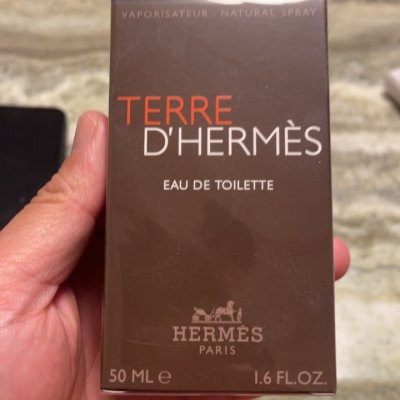 VAPORISATEUR / NATURAL SPRAY
TERRE
D'HERMÈS
EAU DE TOILETTE
HERMÈS
PARIS
50 ML ℮ 1.6 FL.OZ.